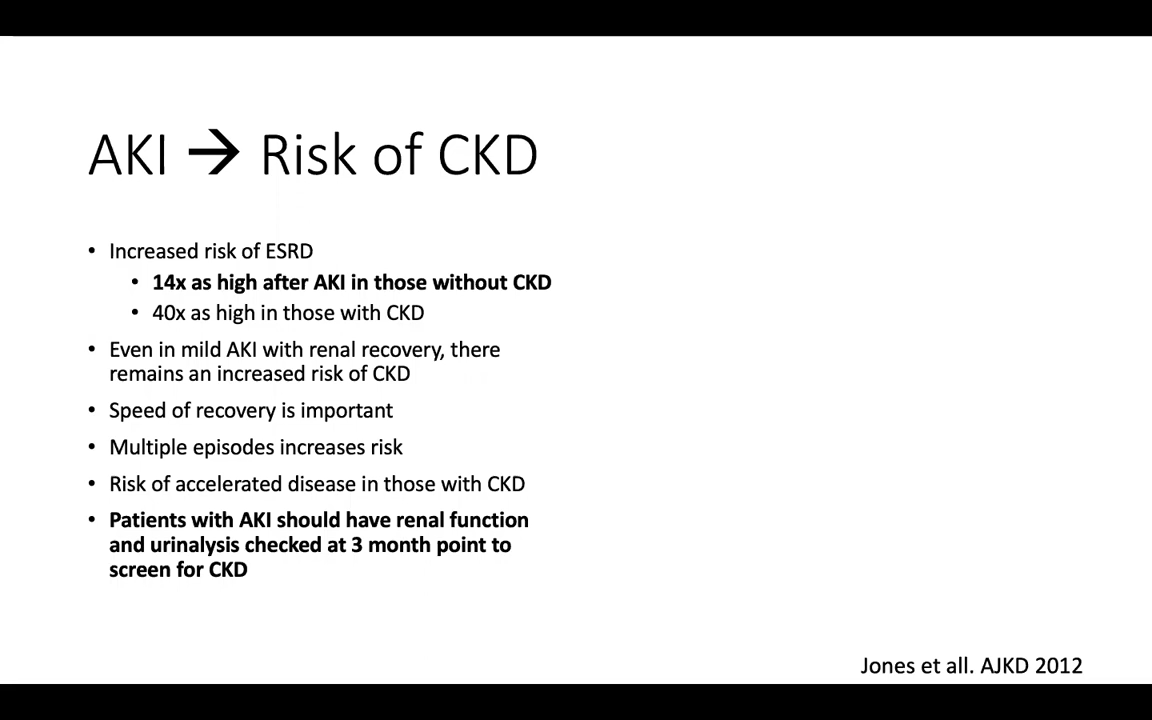 AKI → Risk of CKD
• Increased risk of ESRD
• 14x as high after AKI in those without CKD
• 40x as high in those with CKD
• Even in mild AKI with renal recovery, there
remains an increased risk of CKD
• Speed of recovery is important
• Multiple episodes increases risk
• Risk of accelerated disease in those with CKD
• Patients with AKI should have renal function
and urinalysis checked at 3 month point to
screen for CKD
Jones et all. AJKD 2012